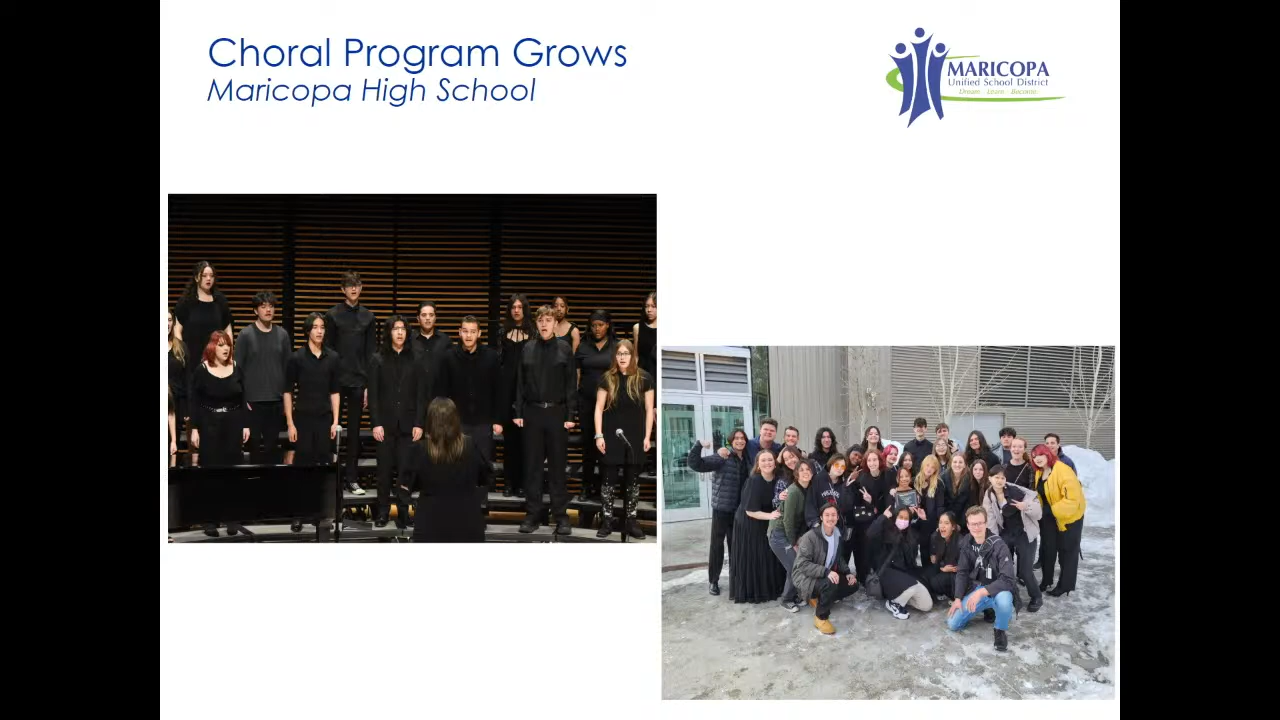 Choral Program Grows
Maricopa High School
MARICOPA
Unified School District
Dream Learn Become